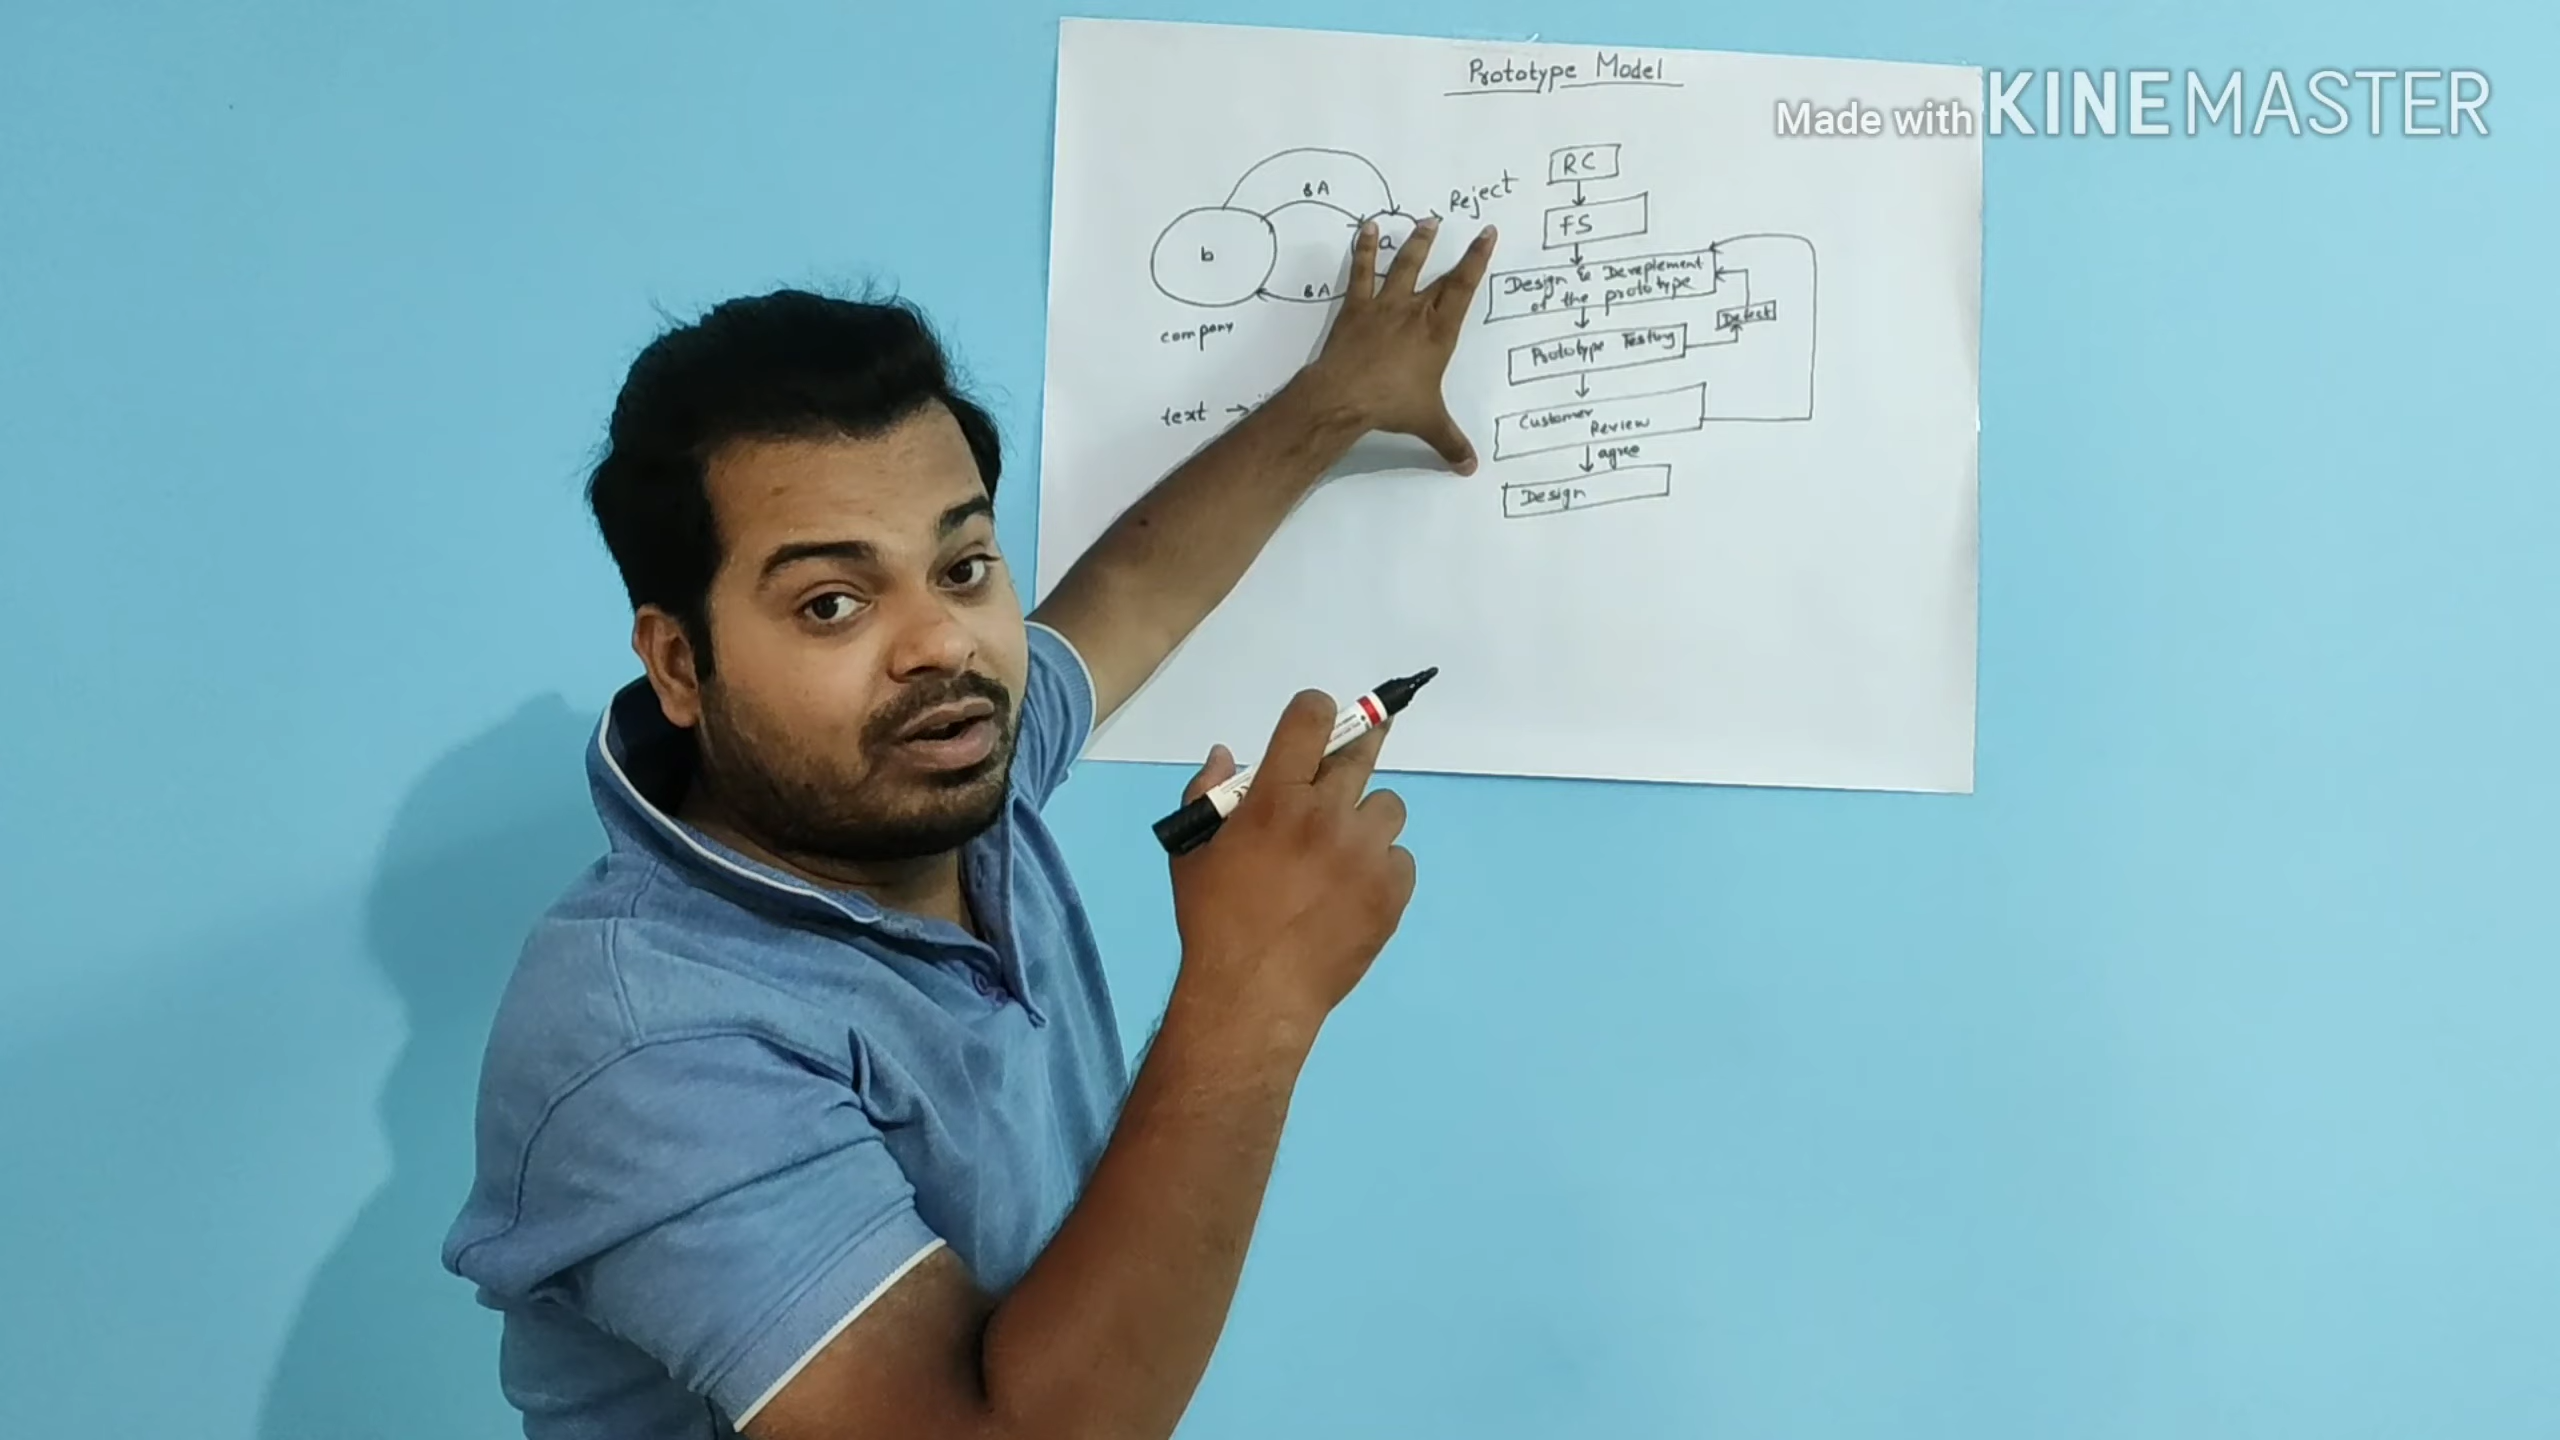 Prototype Model
Made with KINEMASTER
RC
BA
Reject
FS
b
a
Design & Deveplement
of the prototype
BA
Defect
company
Prototype Testing
text →
Customer
Review
agree
Design